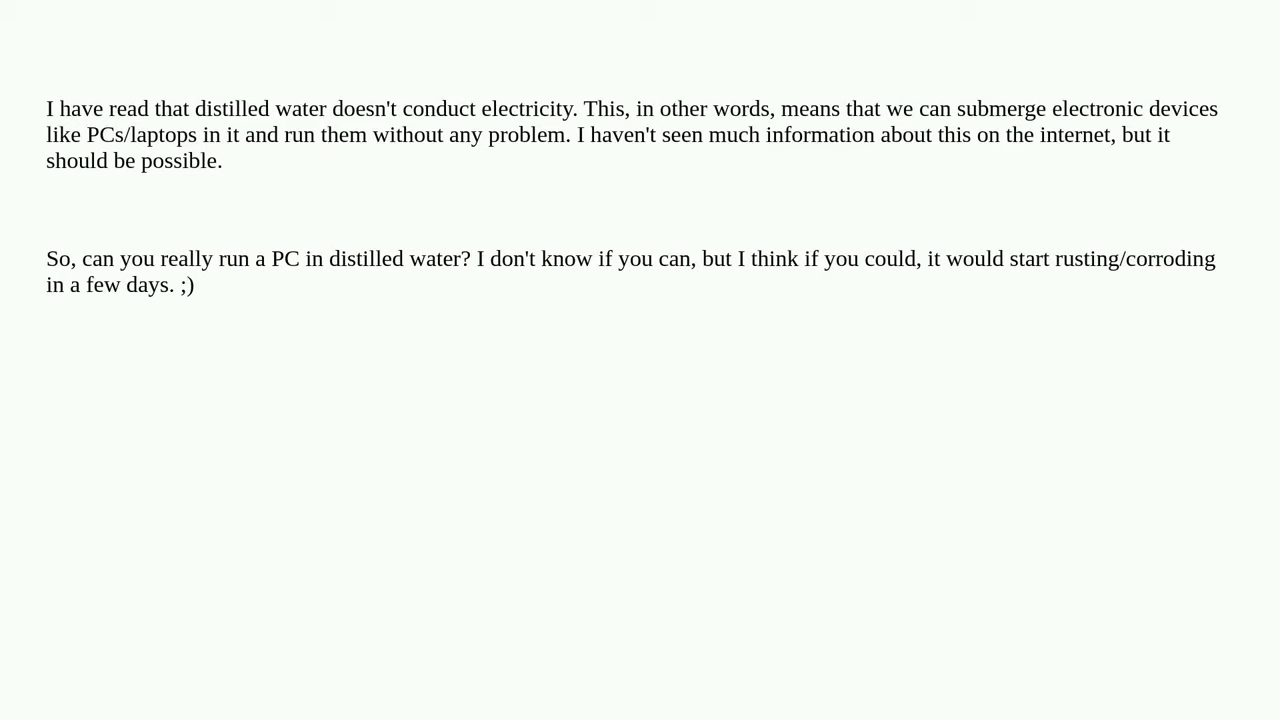 I have read that distilled water doesn't conduct electricity. This, in other words, means that we can submerge electronic devices
like PCs/laptops in it and run them without any problem. I haven't seen much information about this on the internet, but it
should be possible.
So, can you really run a PC in distilled water? I don't know if you can, but I think if you could, it would start rusting/corroding
in a few days. ;)